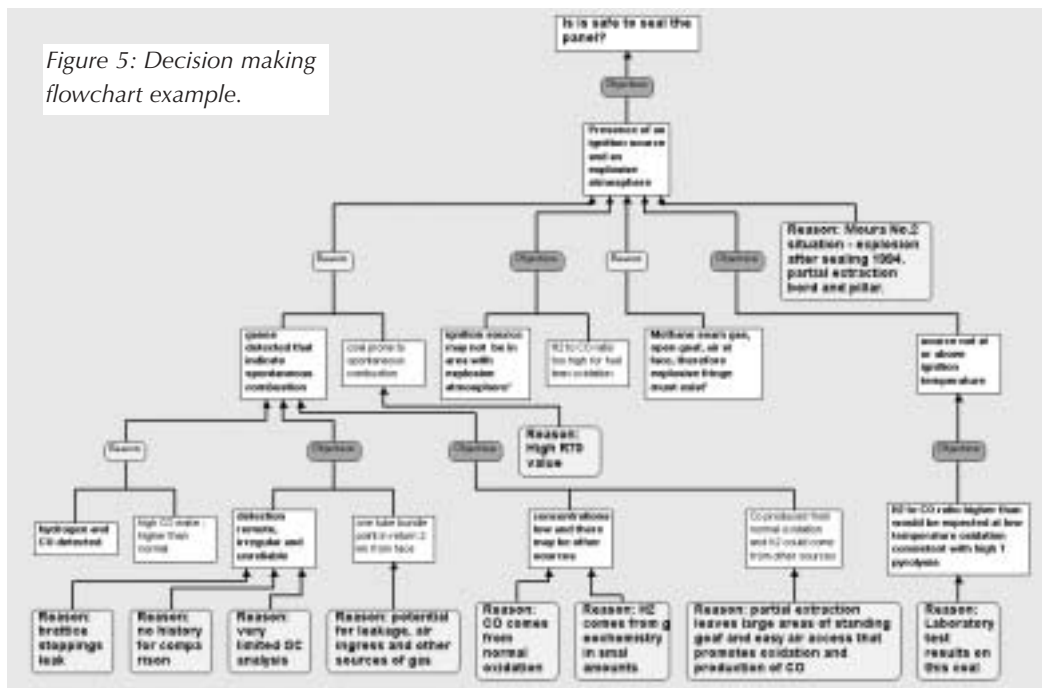 Figure 5: Decision making
flowchart example.
Is is safe to seal the
panel?
Objections
Presence of an
ignition source
and an
explosive
atmosphere
Reason
Objections
Reason
Objections
Reason: Moura No.2
situation - explosion
after sealing 1994.
partial extraction
bord and pillar.
gases
detected that
indicate
spontaneous
combustion
coal prone to
spontaneous
combustion
ignition source
may not be in
area with
explosive
atmosphere'
H2 to CO ratio
too high for
oxidation
Methane seam gas,
open goaf, air at
face, therefore
explosive fringe
must exist'
source not at
or above
ignition
temperature
Reason
Objections
Objections
Reason:
High R70
value
Objections
hydrogen and
CO detected
high CO make -
higher than
normal
detection
remote,
irregular and
unreliable
one tube bundle
point in return 2
km from face
concentrations
low and there
may be other
sources
Co produced from
normal oxidation
and H2 could come
from other sources
H2 to CO ratio higher than
would be expected at low
temperature oxidation
consistent with high T
pyrolysis
Reason:
brattice
stoppings
leak
Reason:
no history
for compa
rison
Reason:
very
limited GC
analysis
Reason: potential
for leakage, air
ingress and other
sources of gas
Reason:
CO comes
from
normal
oxidation
Reason: H2
comes from g
eochemistry
in smal
amounts
Reason: partial extraction
leaves large areas of standing
goaf and easy air access that
promotes oxidation and
production of CO
Reason:
Laboratory
test
results on
this coal